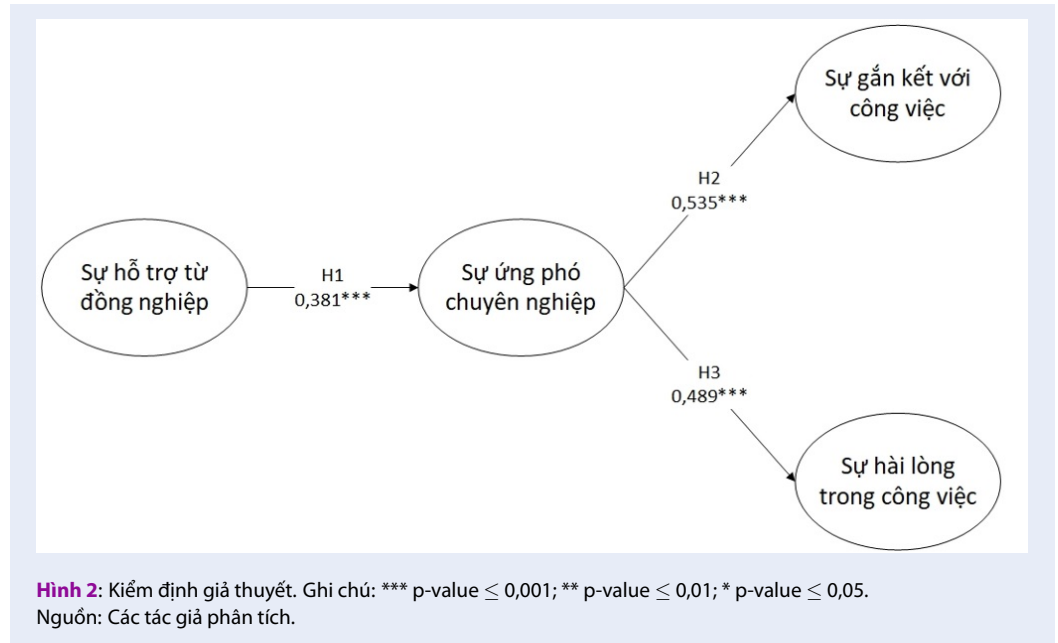 Sự gắn kết với
công việc
H2
0,535***
Sự hỗ trợ từ
đồng nghiệp
H1
0,381***
Sự ứng phó
chuyên nghiệp
H3
0,489***
Sự hài lòng
trong công việc
Hình 2: Kiểm định giả thuyết. Ghi chú: *** p-value ≤ 0,001; ** p-value ≤ 0,01; * p-value ≤ 0,05.
Nguồn: Các tác giả phân tích.